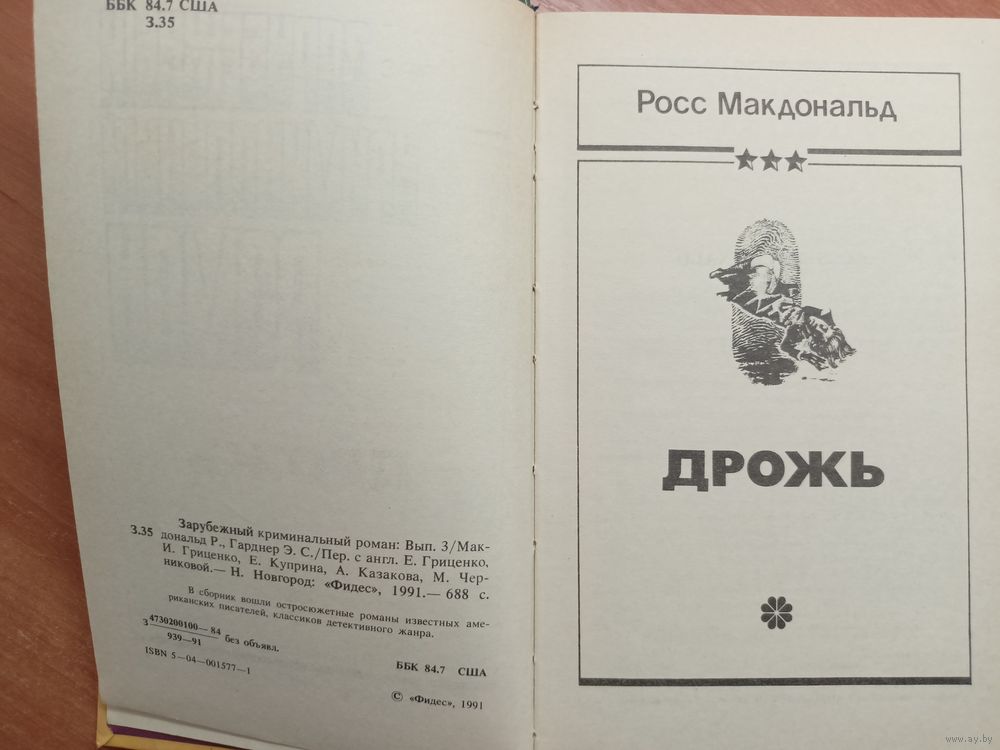 ББК 84.7 США
З.35
З.35
Зарубежный криминальный роман: Вып. 3/Мак-
дональд Р., Гарднер Э. С./Пер. с англ. Е. Гриценко,
И. Гриценко, Е. Куприна, А. Казакова, М. Чер-
никовой.— Н. Новгород: «Фидес», 1991.— 688 с.
В сборник вошли остросюжетные романы известных аме-
риканских писателей, классиков детективного жанра.
З 4730200100—84
939—91
без объявл.
ISBN 5—04—001577—1
ББК 84.7 США
© «Фидес», 1991
Росс Макдональд
ДРОЖЬ
www.ay.by